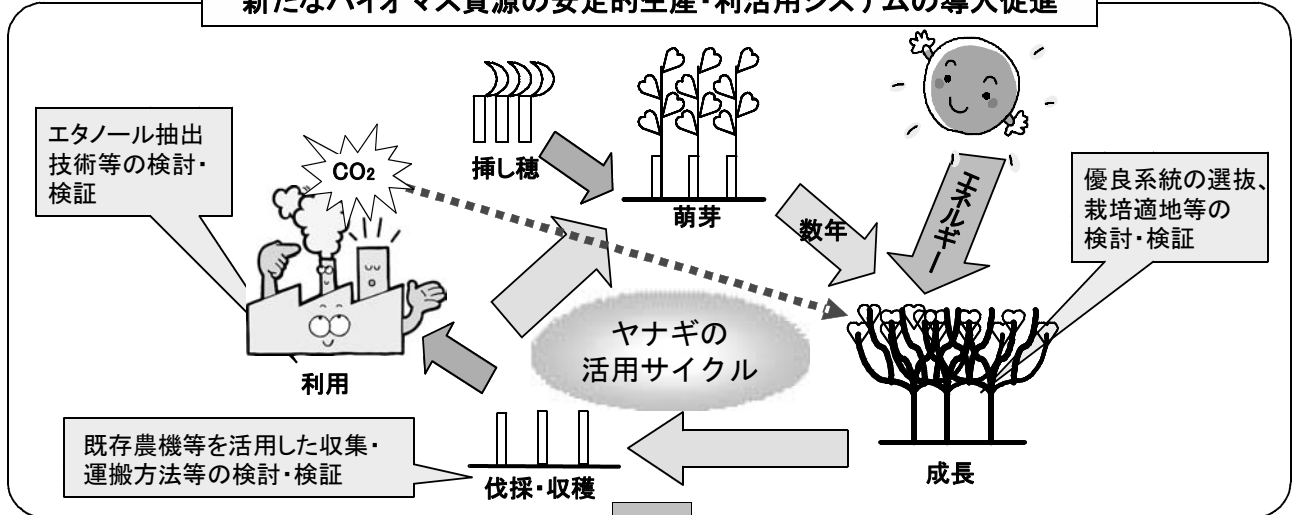 新たなバイオマス資源の安定的生産・利活用システムの導入促進
エタノール抽出
技術等の検討・
検証
CO₂
挿し穂
萌芽
数年
エネルギー
優良系統の選抜、
栽培適地等の
検討・検証
ヤナギの
活用サイクル
利用
既存農機等を活用した収集・
運搬方法等の検討・検証
伐採・収穫
成長